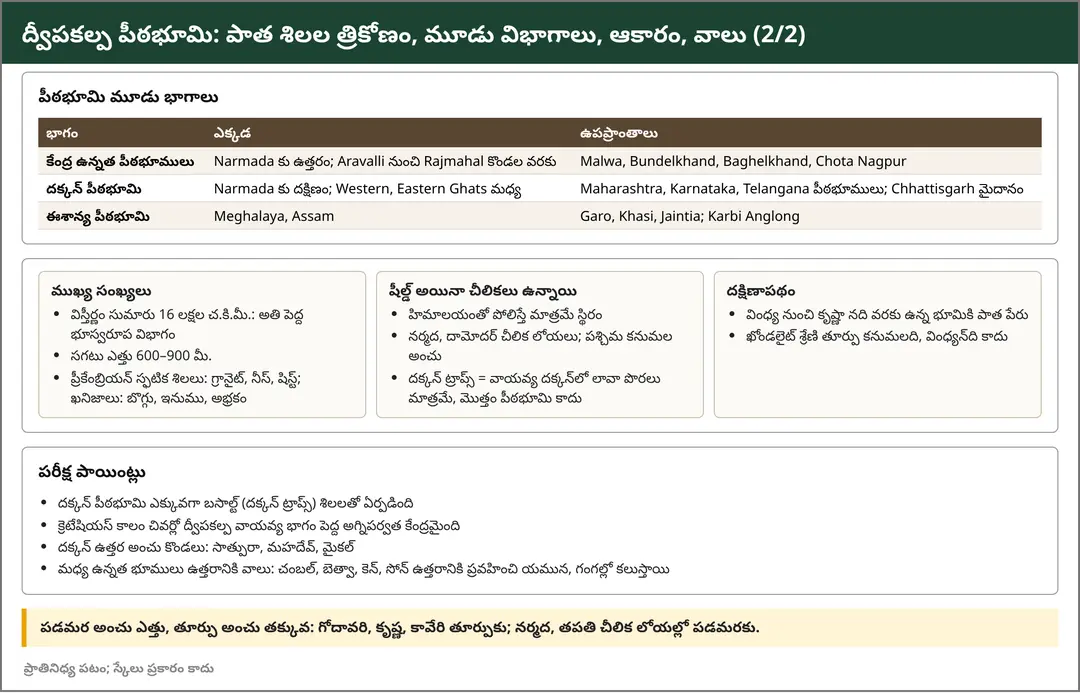 ద్వీపకల్ప పీఠభూమి: పాత శిలల త్రికోణం, మూడు విభాగాలు, ఆకారం, వాలు (2/2)
పీఠభూమి మూడు భాగాలు
భాగం ఎక్కడ ఉపప్రాంతాలు
కేంద్ర ఉన్నత పీఠభూములు Narmada కు ఉత్తరం; Aravalli నుంచి Rajmahal కొండల వరకు Malwa, Bundelkhand, Baghelkhand, Chota Nagpur
దక్కన్ పీఠభూమి Narmada కు దక్షిణం; Western, Eastern Ghats మధ్య Maharashtra, Karnataka, Telangana పీఠభూములు; Chhattisgarh మైదానం
ఈశాన్య పీఠభూమి Meghalaya, Assam Garo, Khasi, Jaintia; Karbi Anglong
ముఖ్య సంఖ్యలు
• విస్తీర్ణం సుమారు 16 లక్షల చ.కి.మీ.: అతి పెద్ద
భూస్వరూప విభాగం
• సగటు ఎత్తు 600–900 మీ.
• ప్రీకేంబ్రియన్ స్ఫటిక శిలలు: గ్రానైట్, నీస్, షిస్ట్;
ఖనిజాలు: బొగ్గు, ఇనుము, అభ్రకం
షీల్డ్ అయినా చీలికలు ఉన్నాయి
• హిమాలయంతో పోలిస్తే మాత్రమే స్థిరం
• నర్మద, దామోదర్ చీలిక లోయలు; పశ్చిమ కనుమల
అంచు
• దక్కన్ ట్రాప్స్ = వాయవ్య దక్కన్‌లో లావా పొరలు
మాత్రమే, మొత్తం పీఠభూమి కాదు
దక్షిణాపథం
• వింధ్య నుంచి కృష్ణా నది వరకు ఉన్న భూమికి పాత పేరు
• ఖోండలైట్ శ్రేణి తూర్పు కనుమలది, వింధ్యన్‌ది కాదు
పరీక్ష పాయింట్లు
• దక్కన్ పీఠభూమి ఎక్కువగా బసాల్ట్ (దక్కన్ ట్రాప్స్) శిలలతో ఏర్పడింది
• క్రెటేషియస్ కాలం చివర్లో ద్వీపకల్ప వాయవ్య భాగం పెద్ద అగ్నిపర్వత కేంద్రమైంది
• దక్కన్ ఉత్తర అంచు కొండలు: సాత్పురా, మహదేవ్, మైకల్
• మధ్య ఉన్నత భూములు ఉత్తరానికి వాలు: చంబల్, బెత్వా, కెన్, సోన్ ఉత్తరానికి ప్రవహించి యమున, గంగల్లో కలుస్తాయి
పడమర అంచు ఎత్తు, తూర్పు అంచు తక్కువ: గోదావరి, కృష్ణ, కావేరి తూర్పుకు; నర్మద, తపతి చీలిక లోయల్లో పడమరకు.
ప్రాతినిధ్య పటం; స్కేలు ప్రకారం కాదు